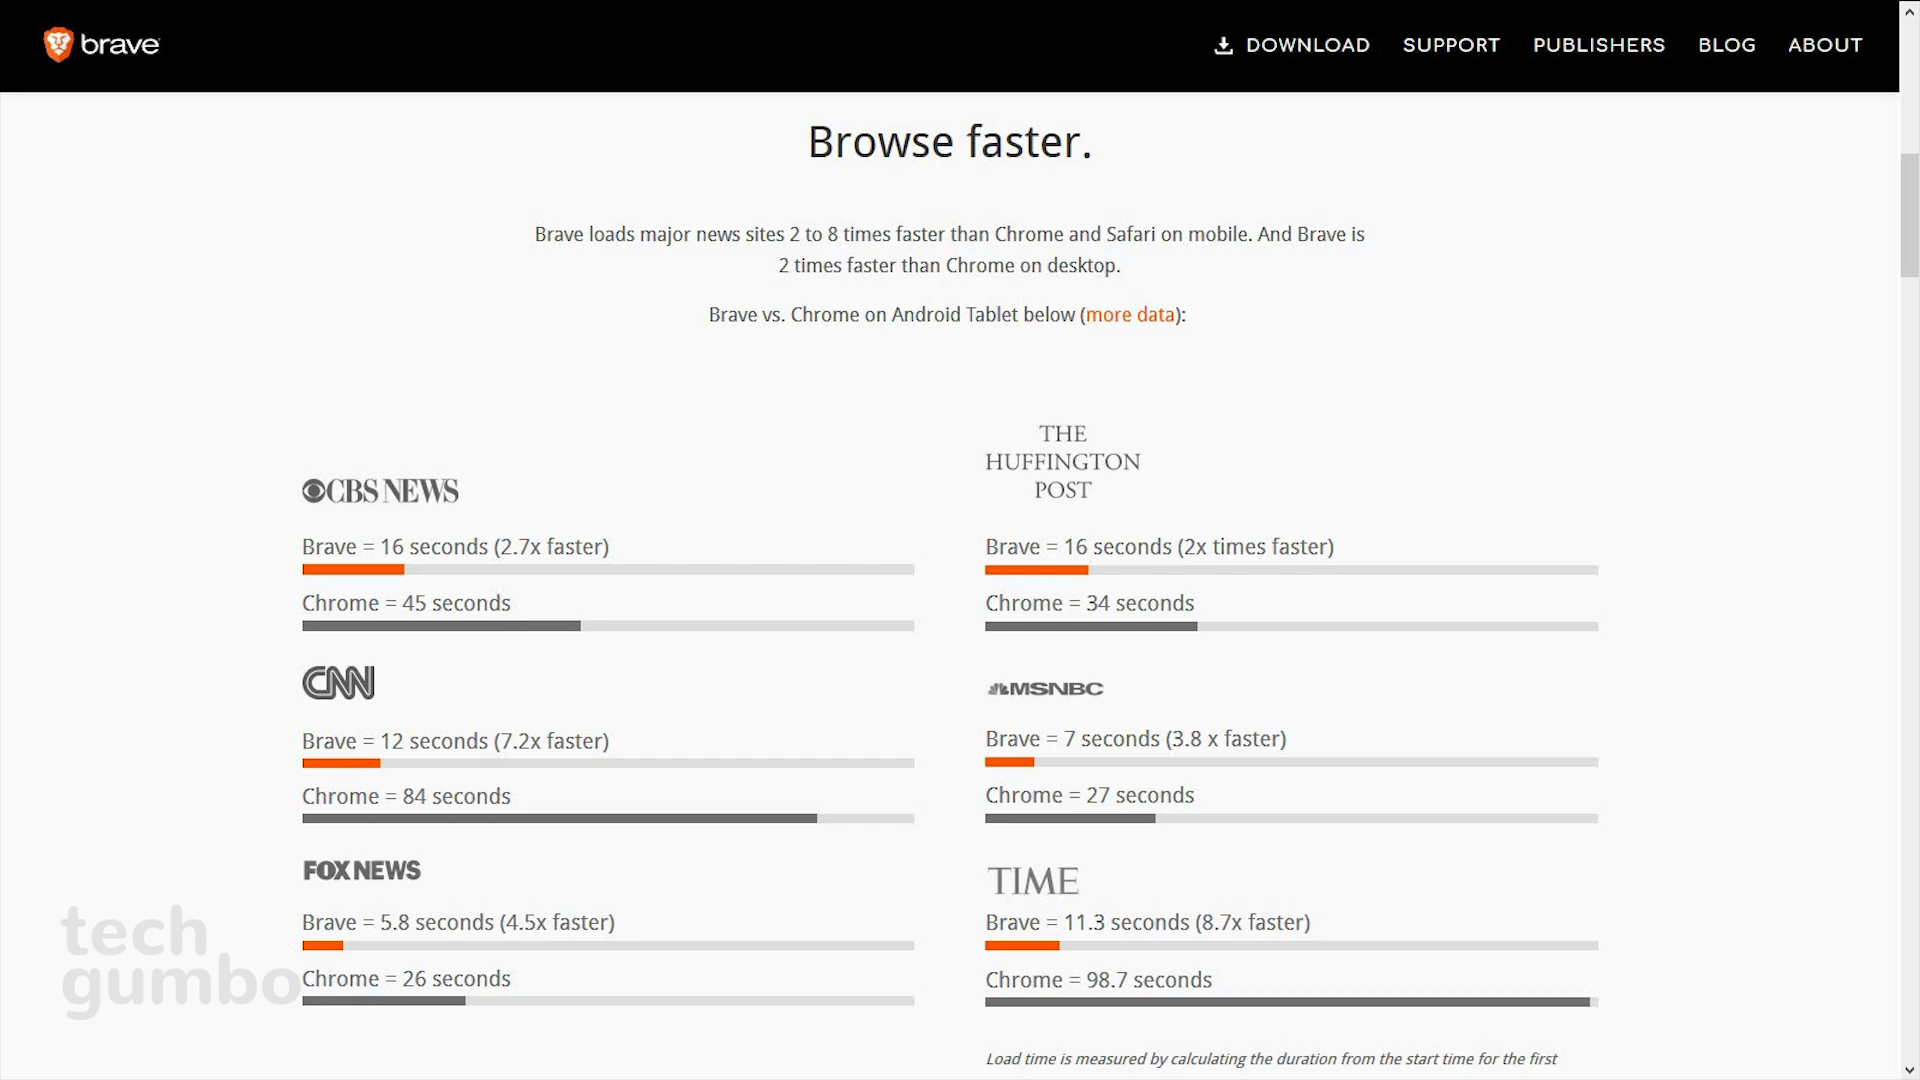 brave
DOWNLOAD SUPPORT PUBLISHERS BLOG ABOUT
Browse faster.
Brave loads major news sites 2 to 8 times faster than Chrome and Safari on mobile. And Brave is
2 times faster than Chrome on desktop.
Brave vs. Chrome on Android Tablet below (more data):
CBS NEWS
Brave = 16 seconds (2.7x faster)
Chrome = 45 seconds
THE
HUFFINGTON
POST
Brave = 16 seconds (2x times faster)
Chrome = 34 seconds
CNN
Brave = 12 seconds (7.2x faster)
Chrome = 84 seconds
MSNBC
Brave = 7 seconds (3.8 x faster)
Chrome = 27 seconds
FOX NEWS
Brave = 5.8 seconds (4.5x faster)
Chrome = 26 seconds
TIME
Brave = 11.3 seconds (8.7x faster)
Chrome = 98.7 seconds
Load time is measured by calculating the duration from the start time for the first
tech
gumbo